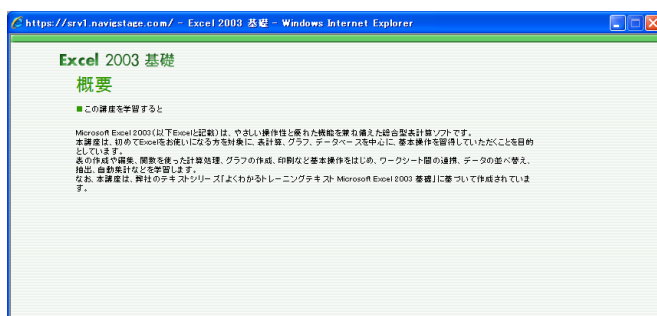 https://srv1.navigstage.com/ - Excel 2003 基礎 - Windows Internet Explorer
Excel 2003 基礎
概要
■この講座を学習すると
Microsoft Excel 2003(以下Excelと記載)は、やさしい操作性と優れた機能を兼ね備えた統合型表計算ソフトです。
本講座は、初めてExcelをお使いになる方を対象に、表計算、グラフ、データベースを中心に、基本操作を習得していただくことを目的
としています。
表の作成や編集、関数を使った計算処理、グラフの作成、印刷など基本操作をはじめ、ワークシート間の連携、データの並べ替え、
抽出、自動集計などを学習します。
なお、本講座は、弊社のテキストシリーズ「よくわかるトレーニングテキスト Microsoft Excel 2003 基礎」に基づいて作成されていま
す。